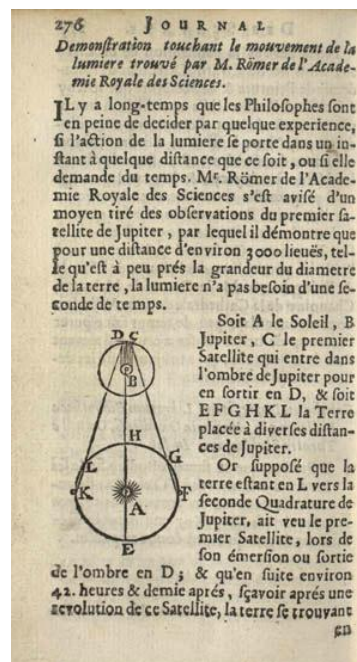 276 JOURNAL
Demonſtration touchant le mouvement de la
lumiere trouvé par M. Römer de l'Acade-
mie Royale des Sciences.
IL y a long-temps que les Philoſophes ſont
en peine de decider par quelque experience,
ſi l'action de la lumiere ſe porte dans un in-
ſtant à quelque diſtance que ce ſoit, ou ſi elle
demande du temps. Mr. Römer de l'Acade-
mie Royale des Sciences s'eſt aviſé d'un
moyen tiré des obſervations du premier ſa-
tellite de Jupiter, par lequel il démontre que
pour une diſtance d'environ 3000 lieuës, tel-
le qu'eſt à peu prés la grandeur du diametre
de la terre, la lumiere n'a pas beſoin d'une ſe-
conde de temps.
Soit A le Soleil, B
Jupiter, C le premier
Satellite qui entre dans
l'ombre de Jupiter pour
en ſortir en D, & ſoit
EFGHKL la Terre
placée à diverſes diſtan-
ces de Jupiter.
Or ſuppoſé que la
terre eſtant en L vers la
ſeconde Quadrature de
Jupiter, ait veu le pre-
mier Satellite, lors de
ſon émerſion ou ſortie
de l'ombre en D; & qu'en ſuite environ
42. heures & demie aprés, ſçavoir aprés une
revolution de ce Satellite, la terre ſe trouvant
en
D C
B
H
L G
K F
A
E